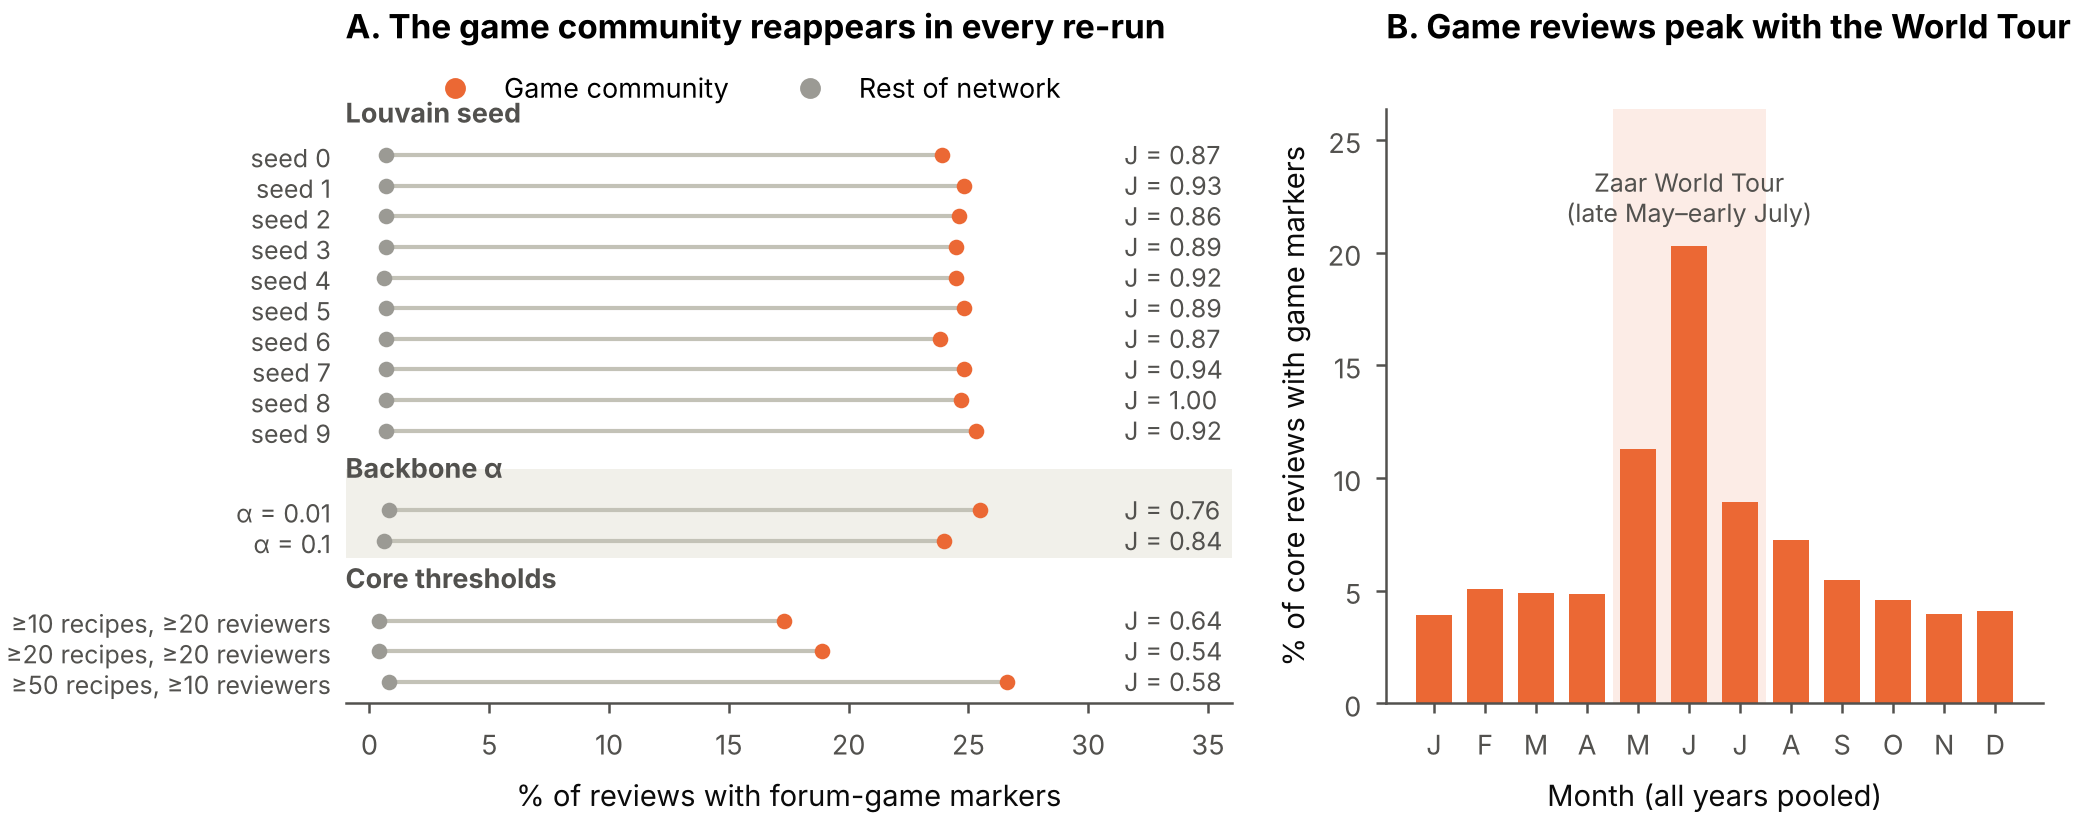 A. The game community reappears in every re-run
Game community
Rest of network
Louvain seed
seed 0
J = 0.87
seed 1
J = 0.93
seed 2
J = 0.86
seed 3
J = 0.89
seed 4
J = 0.92
seed 5
J = 0.89
seed 6
J = 0.87
seed 7
J = 0.94
seed 8
J = 1.00
seed 9
J = 0.92
Backbone α
α = 0.01
J = 0.76
α = 0.1
J = 0.84
Core thresholds
≥10 recipes, ≥20 reviewers
J = 0.64
≥20 recipes, ≥20 reviewers
J = 0.54
≥50 recipes, ≥10 reviewers
J = 0.58
0 5 10 15 20 25 30 35
% of reviews with forum-game markers
B. Game reviews peak with the World Tour
% of core reviews with game markers
25
20
15
10
5
0
Zaar World Tour
(late May–early July)
J F M A M J J A S O N D
Month (all years pooled)